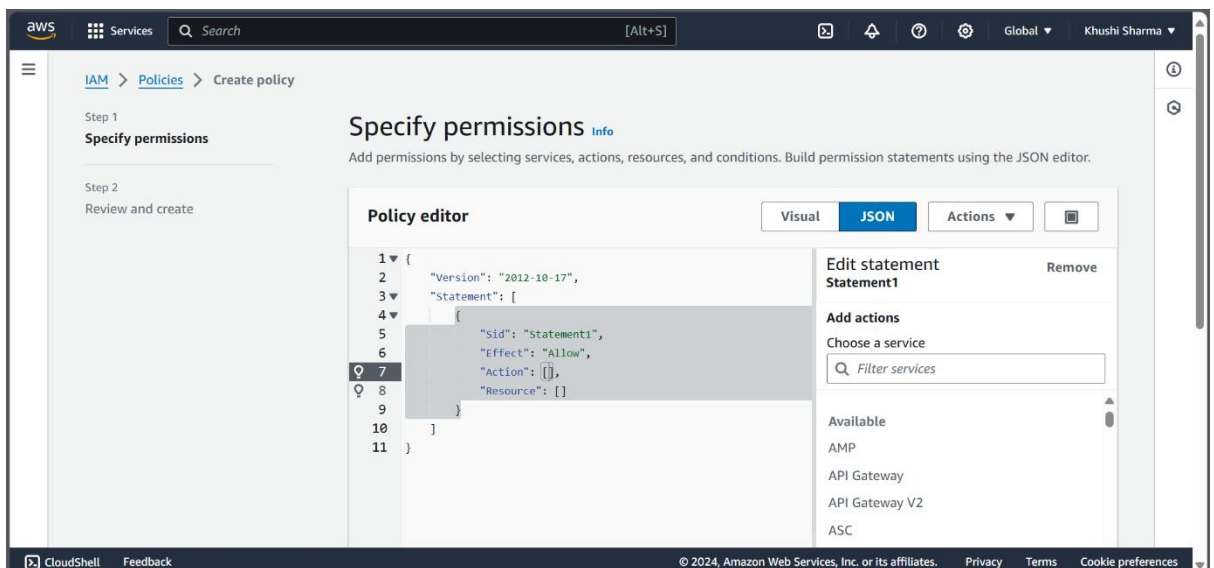 aws Services Search [Alt+S] Global ▼ Khushi Sharma ▼
IAM > Policies > Create policy
Step 1
Specify permissions
Step 2
Review and create
Specify permissions Info
Add permissions by selecting services, actions, resources, and conditions. Build permission statements using the JSON editor.
Policy editor
Visual JSON Actions ▼
1 {
2 "Version": "2012-10-17",
3 "Statement": [
4 {
5 "Sid": "Statement1",
6 "Effect": "Allow",
7 "Action": [],
8 "Resource": []
9 }
10 ]
11 }
Edit statement Remove
Statement1
Add actions
Choose a service
Filter services
Available
AMP
API Gateway
API Gateway V2
ASC
CloudShell Feedback © 2024, Amazon Web Services, Inc. or its affiliates. Privacy Terms Cookie preferences